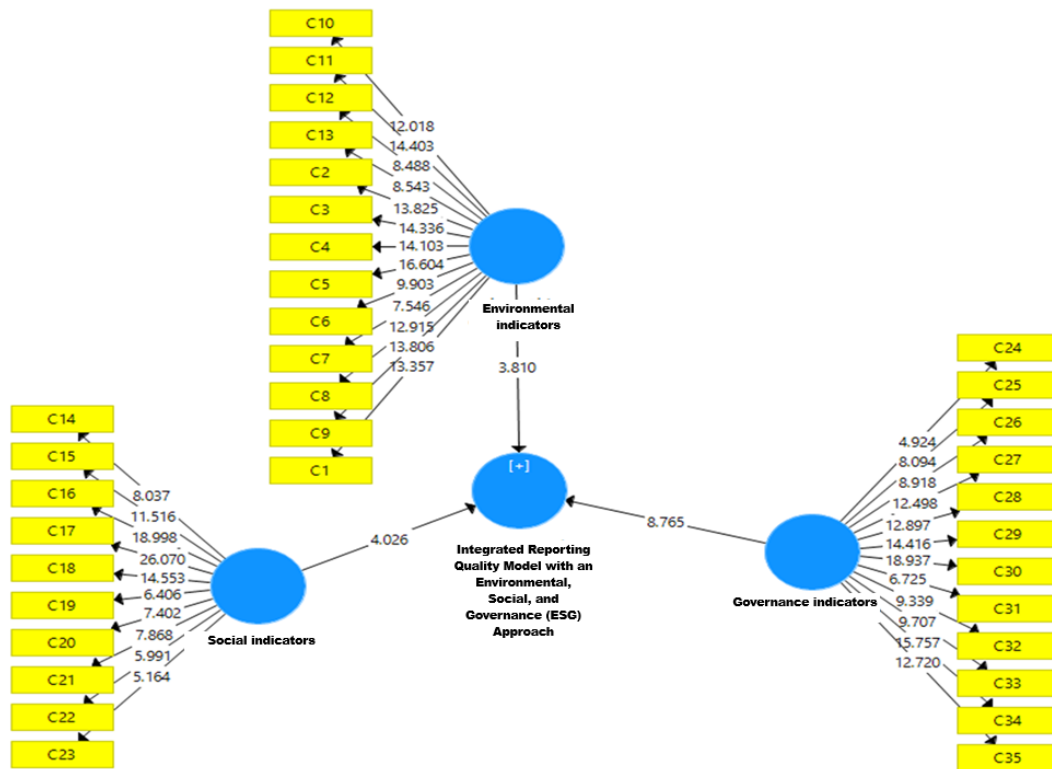 C10
C11
C12
C13
C2
C3
C4
C5
C6
C7
C8
C9
C1
12.018
14.403
8.488
8.543
13.825
14.336
14.103
16.604
9.903
7.546
12.915
13.806
13.357
Environmental
indicators
3.810
C14
C15
C16
C17
C18
C19
C20
C21
C22
C23
8.037
11.516
18.998
26.070
14.553
6.406
7.402
7.868
5.991
5.164
Social indicators
4.026
[+]
Integrated Reporting
Quality Model with an
Environmental,
Social, and
Governance (ESG)
Approach
8.765
Governance indicators
4.924
8.094
8.918
12.498
12.897
14.416
18.937
6.725
9.339
9.707
15.757
12.720
C24
C25
C26
C27
C28
C29
C30
C31
C32
C33
C34
C35